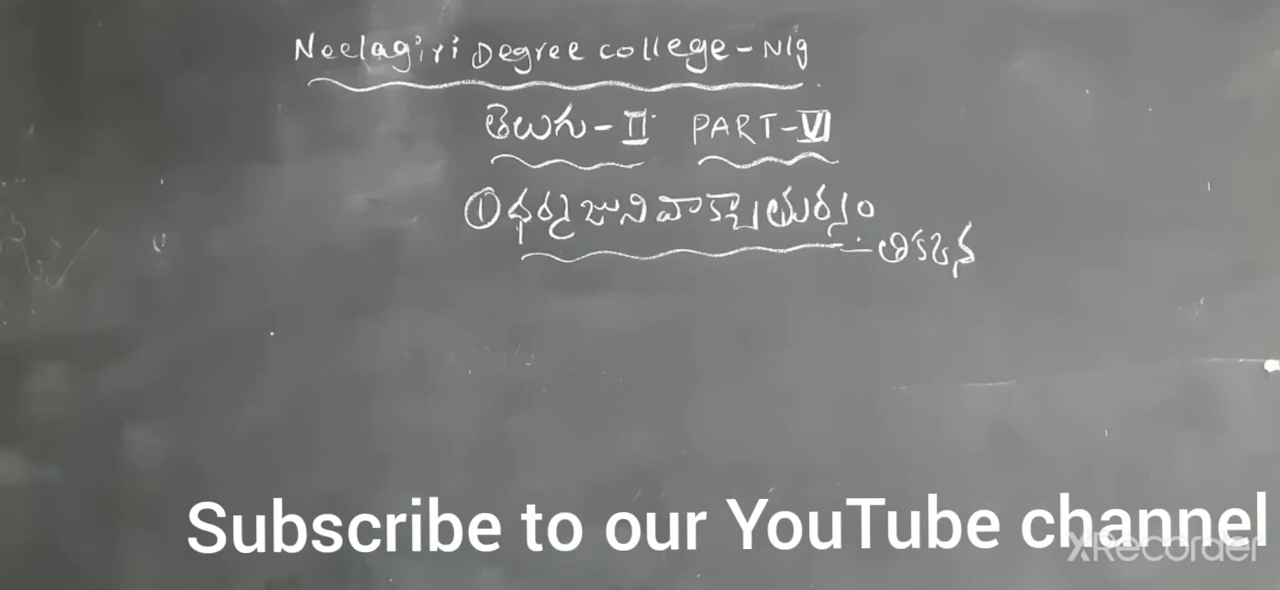 Neelagiri Degree college - Nlg
తెలుగు - II PART - VI
① ధర్మజుని వాక్చాతుర్యం
- తిక్కన
Subscribe to our YouTube channel
XRecorder